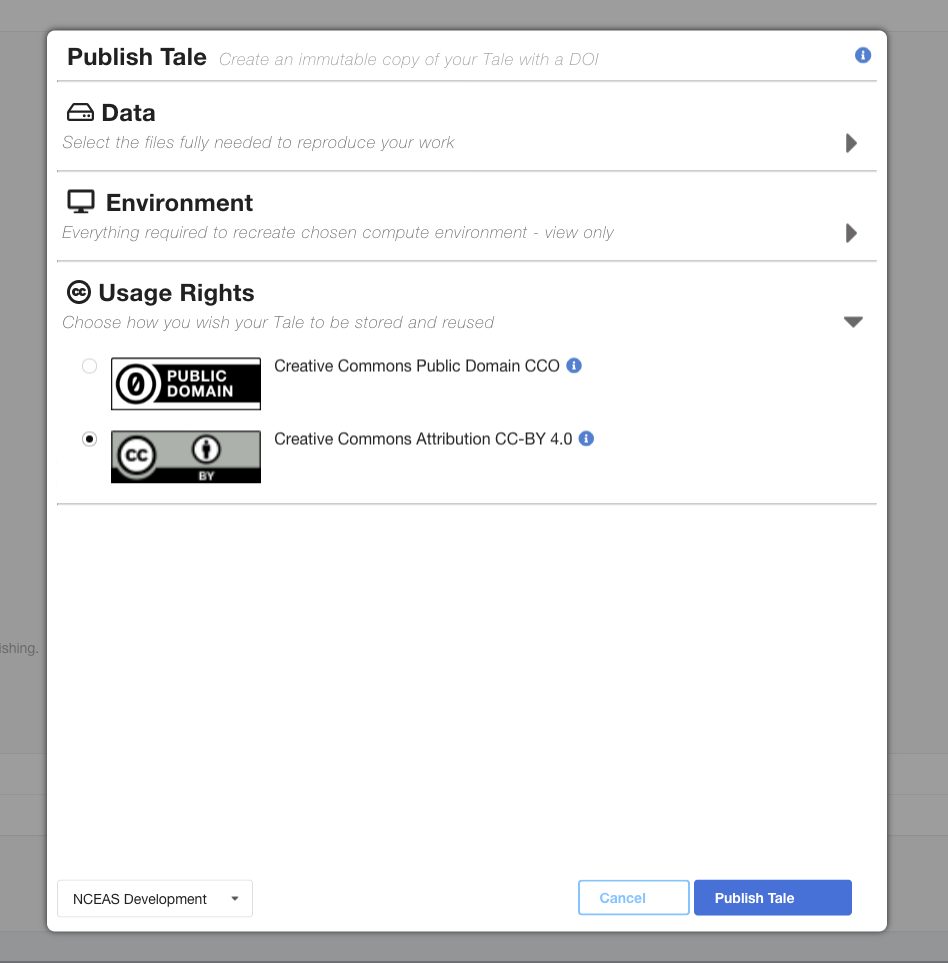 Publish Tale Create an immutable copy of your Tale with a DOI
Data
Select the files fully needed to reproduce your work
Environment
Everything required to recreate chosen compute environment - view only
cc Usage Rights
Choose how you wish your Tale to be stored and reused
0 PUBLIC DOMAIN Creative Commons Public Domain CCO
cc BY Creative Commons Attribution CC-BY 4.0
ishing.
NCEAS Development Cancel Publish Tale